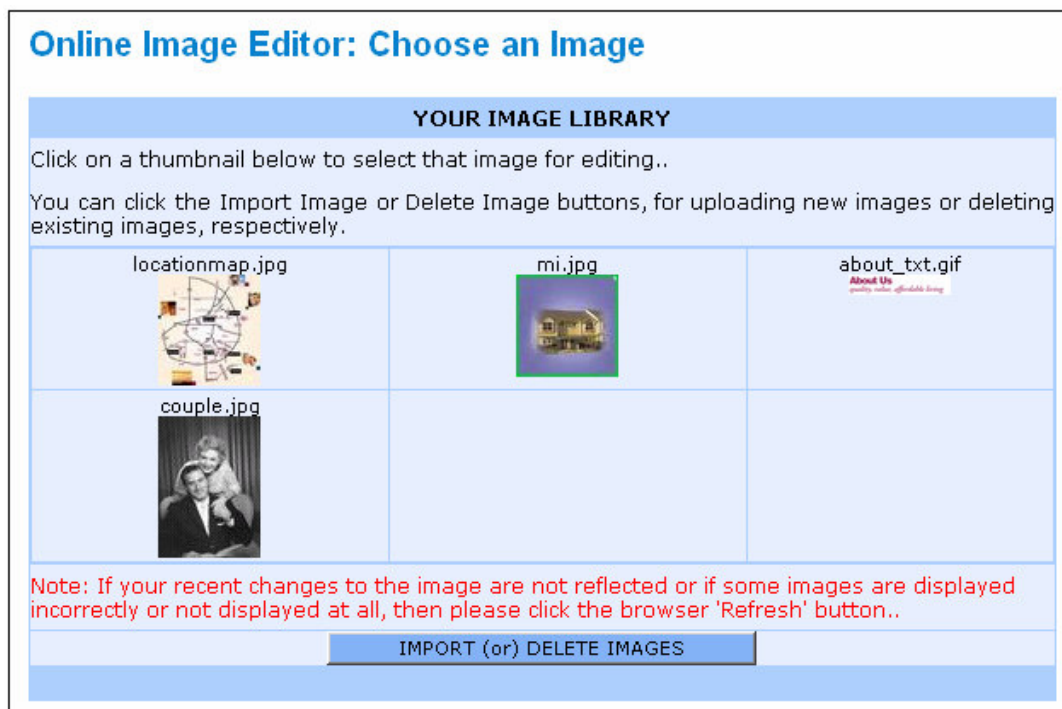 Online Image Editor: Choose an Image
YOUR IMAGE LIBRARY
Click on a thumbnail below to select that image for editing..
You can click the Import Image or Delete Image buttons, for uploading new images or deleting
existing images, respectively.
locationmap.jpg
mi.jpg
about_txt.gif
About Us
quality, value, affordable living
couple.jpg
Note: If your recent changes to the image are not reflected or if some images are displayed
incorrectly or not displayed at all, then please click the browser 'Refresh' button..
IMPORT (or) DELETE IMAGES